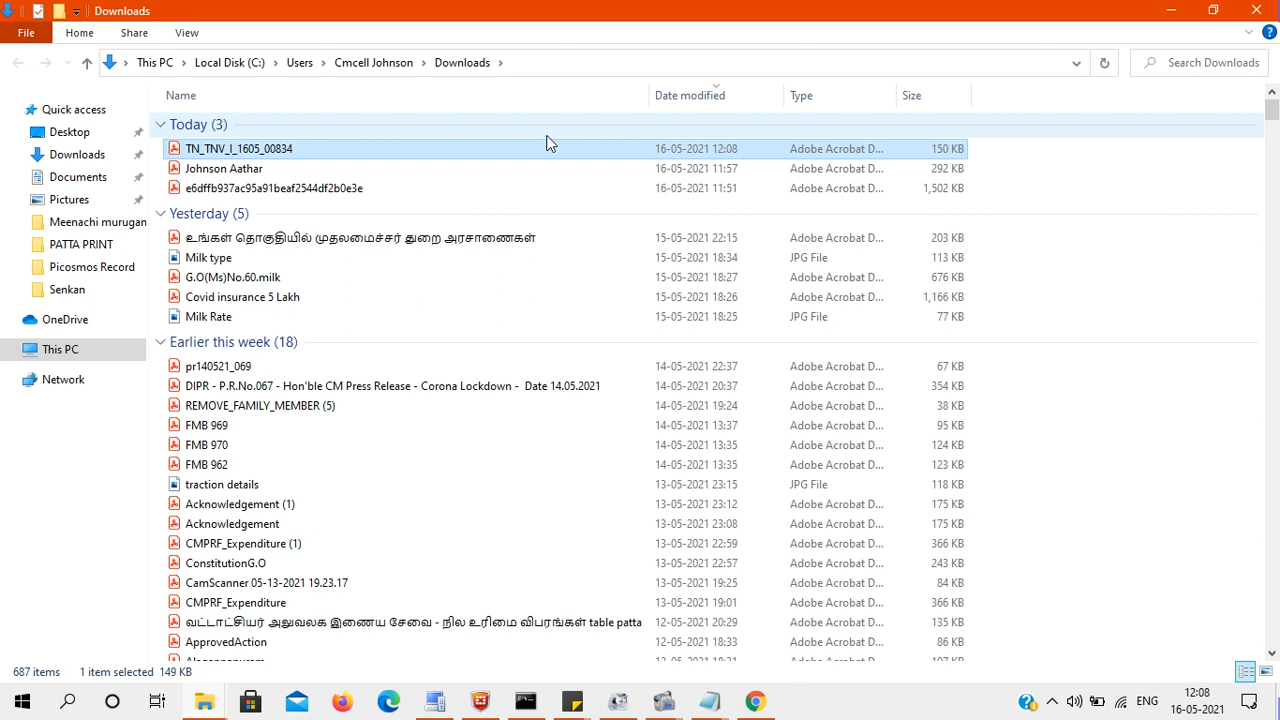 Downloads
File Home Share View
This PC Local Disk (C:) Users Cmcell Johnson Downloads Search Downloads
Name Date modified Type Size
Quick access
Desktop
Downloads
Documents
Pictures
Meenachi murugan
PATTA PRINT
Picosmos Record
Senkan
OneDrive
This PC
Network
Today (3)
TN_TNV_I_1605_00834 16-05-2021 12:08 Adobe Acrobat D... 150 KB
Johnson Aathar 16-05-2021 11:57 Adobe Acrobat D... 292 KB
e6dffb937ac95a91beaf2544df2b0e3e 16-05-2021 11:51 Adobe Acrobat D... 1,502 KB
Yesterday (5)
உங்கள் தொகுதியில் முதலமைச்சர் துறை அரசாணைகள் 15-05-2021 22:15 Adobe Acrobat D... 203 KB
Milk type 15-05-2021 18:34 JPG File 113 KB
G.O(Ms)No.60.milk 15-05-2021 18:27 Adobe Acrobat D... 676 KB
Covid insurance 5 Lakh 15-05-2021 18:26 Adobe Acrobat D... 1,166 KB
Milk Rate 15-05-2021 18:25 JPG File 77 KB
Earlier this week (18)
pr140521_069 14-05-2021 22:37 Adobe Acrobat D... 67 KB
DIPR - P.R.No.067 - Hon'ble CM Press Release - Corona Lockdown - Date 14.05.2021 14-05-2021 20:37 Adobe Acrobat D... 354 KB
REMOVE_FAMILY_MEMBER (5) 14-05-2021 19:24 Adobe Acrobat D... 38 KB
FMB 969 14-05-2021 13:37 Adobe Acrobat D... 95 KB
FMB 970 14-05-2021 13:35 Adobe Acrobat D... 124 KB
FMB 962 14-05-2021 13:35 Adobe Acrobat D... 123 KB
traction details 13-05-2021 23:15 JPG File 118 KB
Acknowledgement (1) 13-05-2021 23:09 Adobe Acrobat D... 175 KB
Acknowledgement 13-05-2021 23:08 Adobe Acrobat D... 175 KB
CMPRF_Expenditure (1) 13-05-2021 22:59 Adobe Acrobat D... 366 KB
ConstitutionG.O 13-05-2021 22:57 Adobe Acrobat D... 243 KB
CamScanner 05-13-2021 19.23.17 13-05-2021 19:25 Adobe Acrobat D... 84 KB
CMPRF_Expenditure 13-05-2021 19:01 Adobe Acrobat D... 366 KB
வட்டாட்சியர் அலுவலக இணைய சேவை - நில உரிமை விபரங்கள் table patta 12-05-2021 20:29 Adobe Acrobat D... 135 KB
ApprovedAction 12-05-2021 18:33 Adobe Acrobat D... 86 KB
687 items 1 item selected 149 KB
ENG
12:08
16-05-2021